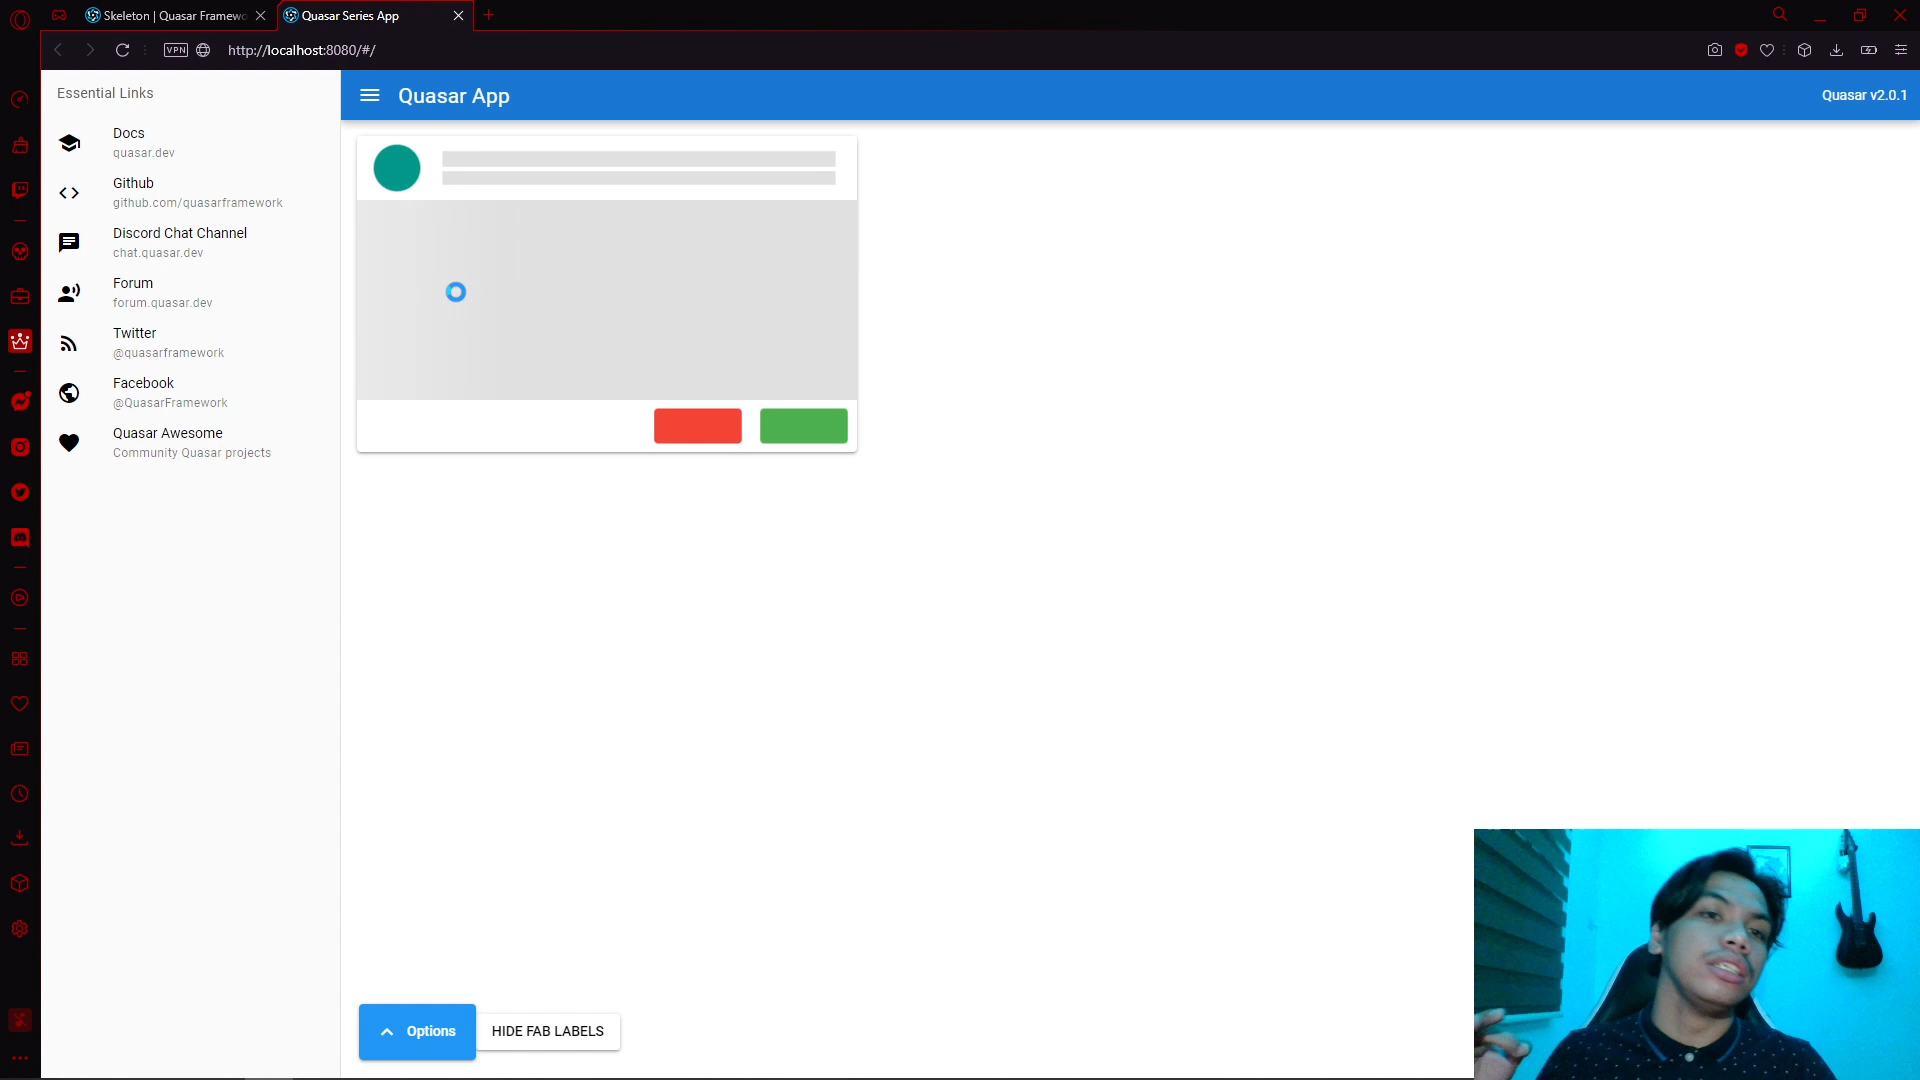 Skeleton | Quasar Framewo
Quasar Series App
VPN
http://localhost:8080/#/
Essential Links
Quasar App
Quasar v2.0.1
Docs
quasar.dev
Github
github.com/quasarframework
Discord Chat Channel
chat.quasar.dev
Forum
forum.quasar.dev
Twitter
@quasarframework
Facebook
@QuasarFramework
Quasar Awesome
Community Quasar projects
Options
HIDE FAB LABELS